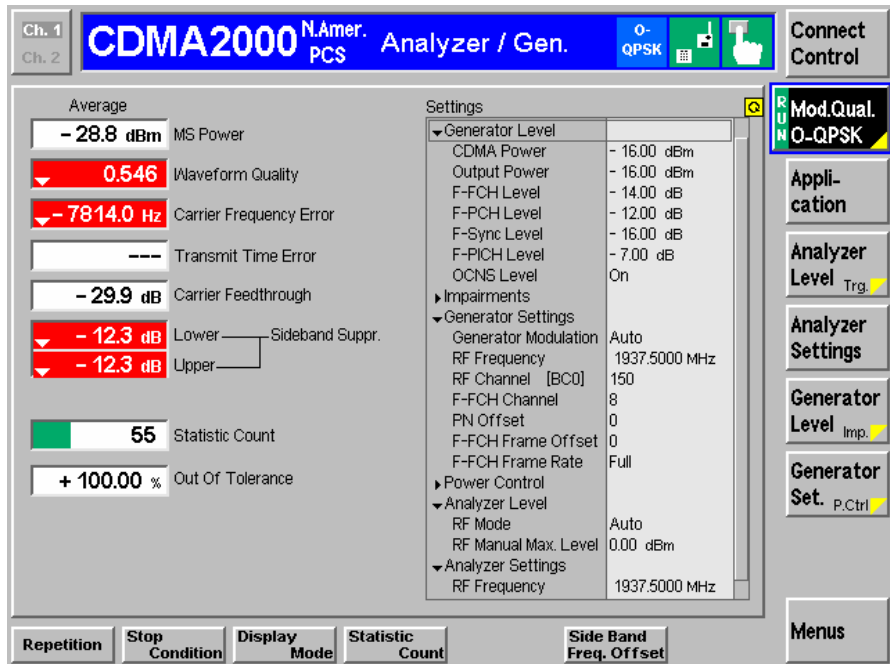 Ch. 1
Ch. 2
CDMA2000 N.Amer. PCS Analyzer / Gen.
O-QPSK
Connect Control
Average
- 28.8 dBm MS Power
0.546 Waveform Quality
- 7814.0 Hz Carrier Frequency Error
--- Transmit Time Error
- 29.9 dB Carrier Feedthrough
- 12.3 dB Lower Sideband Suppr.
- 12.3 dB Upper
55 Statistic Count
+ 100.00 % Out Of Tolerance
Settings
Generator Level
CDMA Power - 16.00 dBm
Output Power - 16.00 dBm
F-FCH Level - 14.00 dB
F-PCH Level - 12.00 dB
F-Sync Level - 16.00 dB
F-PICH Level - 7.00 dB
OCNS Level On
Impairments
Generator Settings
Generator Modulation Auto
RF Frequency 1937.5000 MHz
RF Channel [BC0] 150
F-FCH Channel 8
PN Offset 0
F-FCH Frame Offset 0
F-FCH Frame Rate Full
Power Control
Analyzer Level
RF Mode Auto
RF Manual Max. Level 0.00 dBm
Analyzer Settings
RF Frequency 1937.5000 MHz
RUN
Mod.Qual.
O-QPSK
Appli-
cation
Analyzer
Level Trg.
Analyzer
Settings
Generator
Level Imp.
Generator
Set. P.Ctrl
Menus
Repetition
Stop Condition
Display Mode
Statistic Count
Side Band Freq. Offset